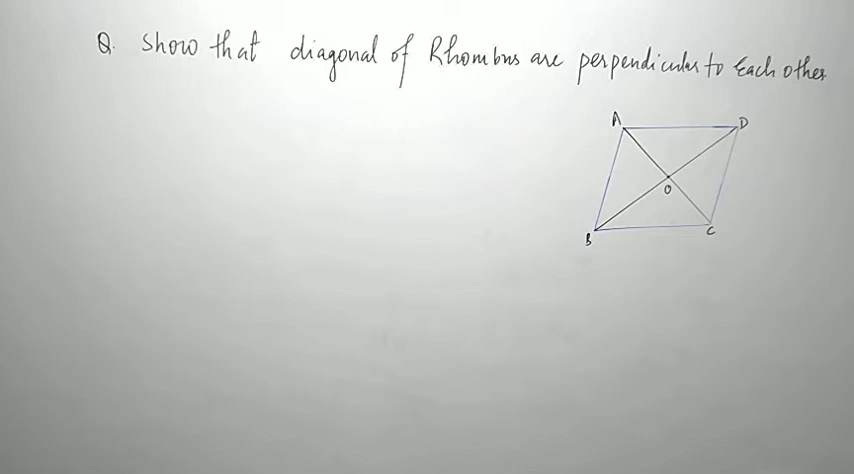 Q. Show that diagonal of Rhombus are perpendicular to Each other
A
D
O
B
C